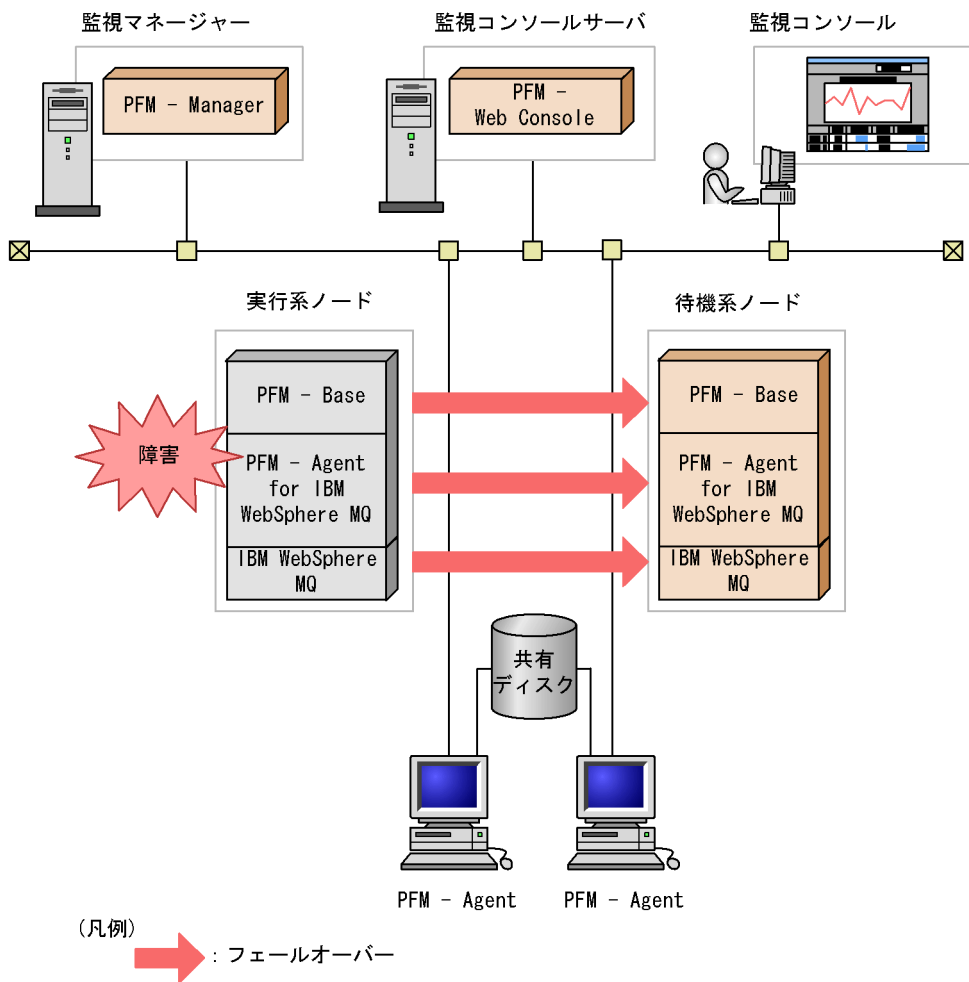 監視マネージャー
監視コンソールサーバ
監視コンソール
PFM - Manager
PFM -
Web Console
実行系ノード
待機系ノード
PFM - Base
PFM - Base
障害
PFM - Agent
for IBM
WebSphere MQ
PFM - Agent
for IBM
WebSphere MQ
IBM WebSphere
MQ
IBM WebSphere
MQ
共有
ディスク
PFM - Agent
PFM - Agent
(凡例)
: フェールオーバー